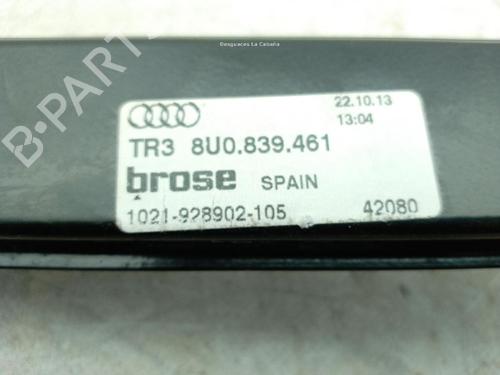 Desguaces La Cabaña
B-PARTS
22.10.13
13:04
TR3 8U0.839.461
brose SPAIN
1021-928902-105 42080